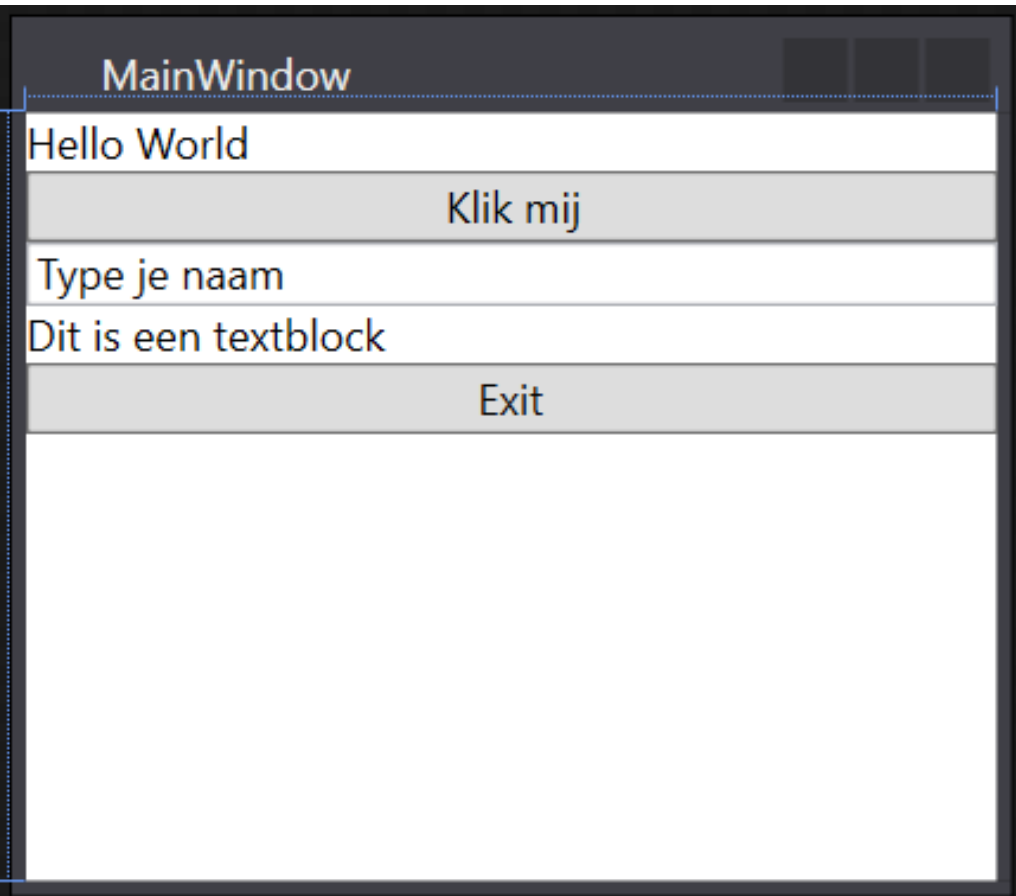 MainWindow
Hello World
Klik mij
Type je naam
Dit is een textblock
Exit